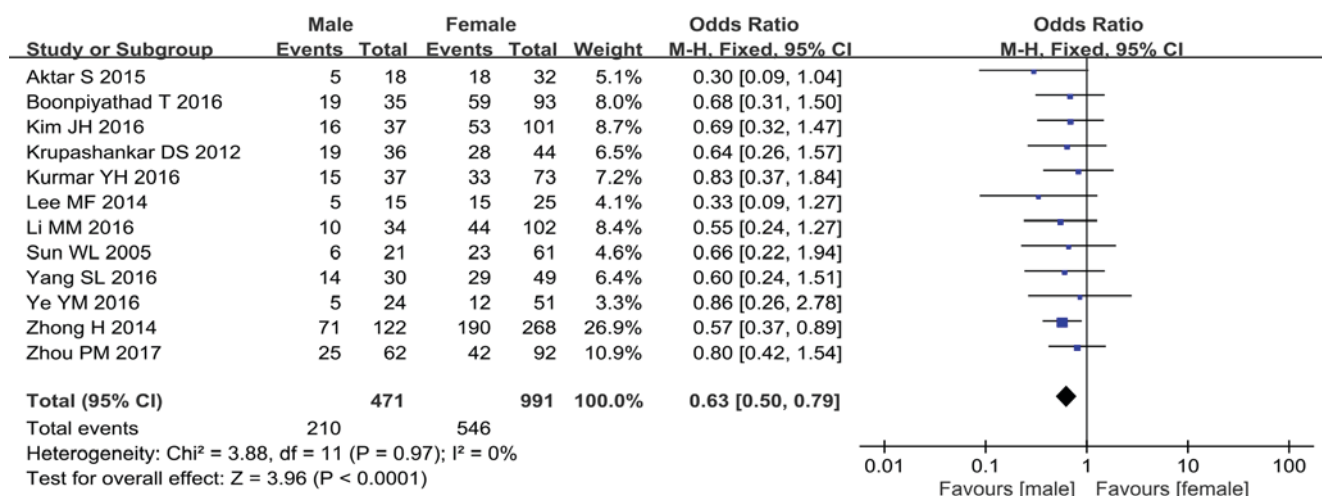 Male Female Odds Ratio Odds Ratio
Study or Subgroup Events Total Events Total Weight M-H, Fixed, 95% CI M-H, Fixed, 95% CI
Aktar S 2015 5 18 18 32 5.1% 0.30 [0.09, 1.04]
Boonpiyathad T 2016 19 35 59 93 8.0% 0.68 [0.31, 1.50]
Kim JH 2016 16 37 53 101 8.7% 0.69 [0.32, 1.47]
Krupashankar DS 2012 19 36 28 44 6.5% 0.64 [0.26, 1.57]
Kurmar YH 2016 15 37 33 73 7.2% 0.83 [0.37, 1.84]
Lee MF 2014 5 15 15 25 4.1% 0.33 [0.09, 1.27]
Li MM 2016 10 34 44 102 8.4% 0.55 [0.24, 1.27]
Sun WL 2005 6 21 23 61 4.6% 0.66 [0.22, 1.94]
Yang SL 2016 14 30 29 49 6.4% 0.60 [0.24, 1.51]
Ye YM 2016 5 24 12 51 3.3% 0.86 [0.26, 2.78]
Zhong H 2014 71 122 190 268 26.9% 0.57 [0.37, 0.89]
Zhou PM 2017 25 62 42 92 10.9% 0.80 [0.42, 1.54]
Total (95% CI) 471 991 100.0% 0.63 [0.50, 0.79]
Total events 210 546
Heterogeneity: Chi² = 3.88, df = 11 (P = 0.97); I² = 0%
Test for overall effect: Z = 3.96 (P < 0.0001)
0.01 0.1 1 10 100
Favours [male] Favours [female]